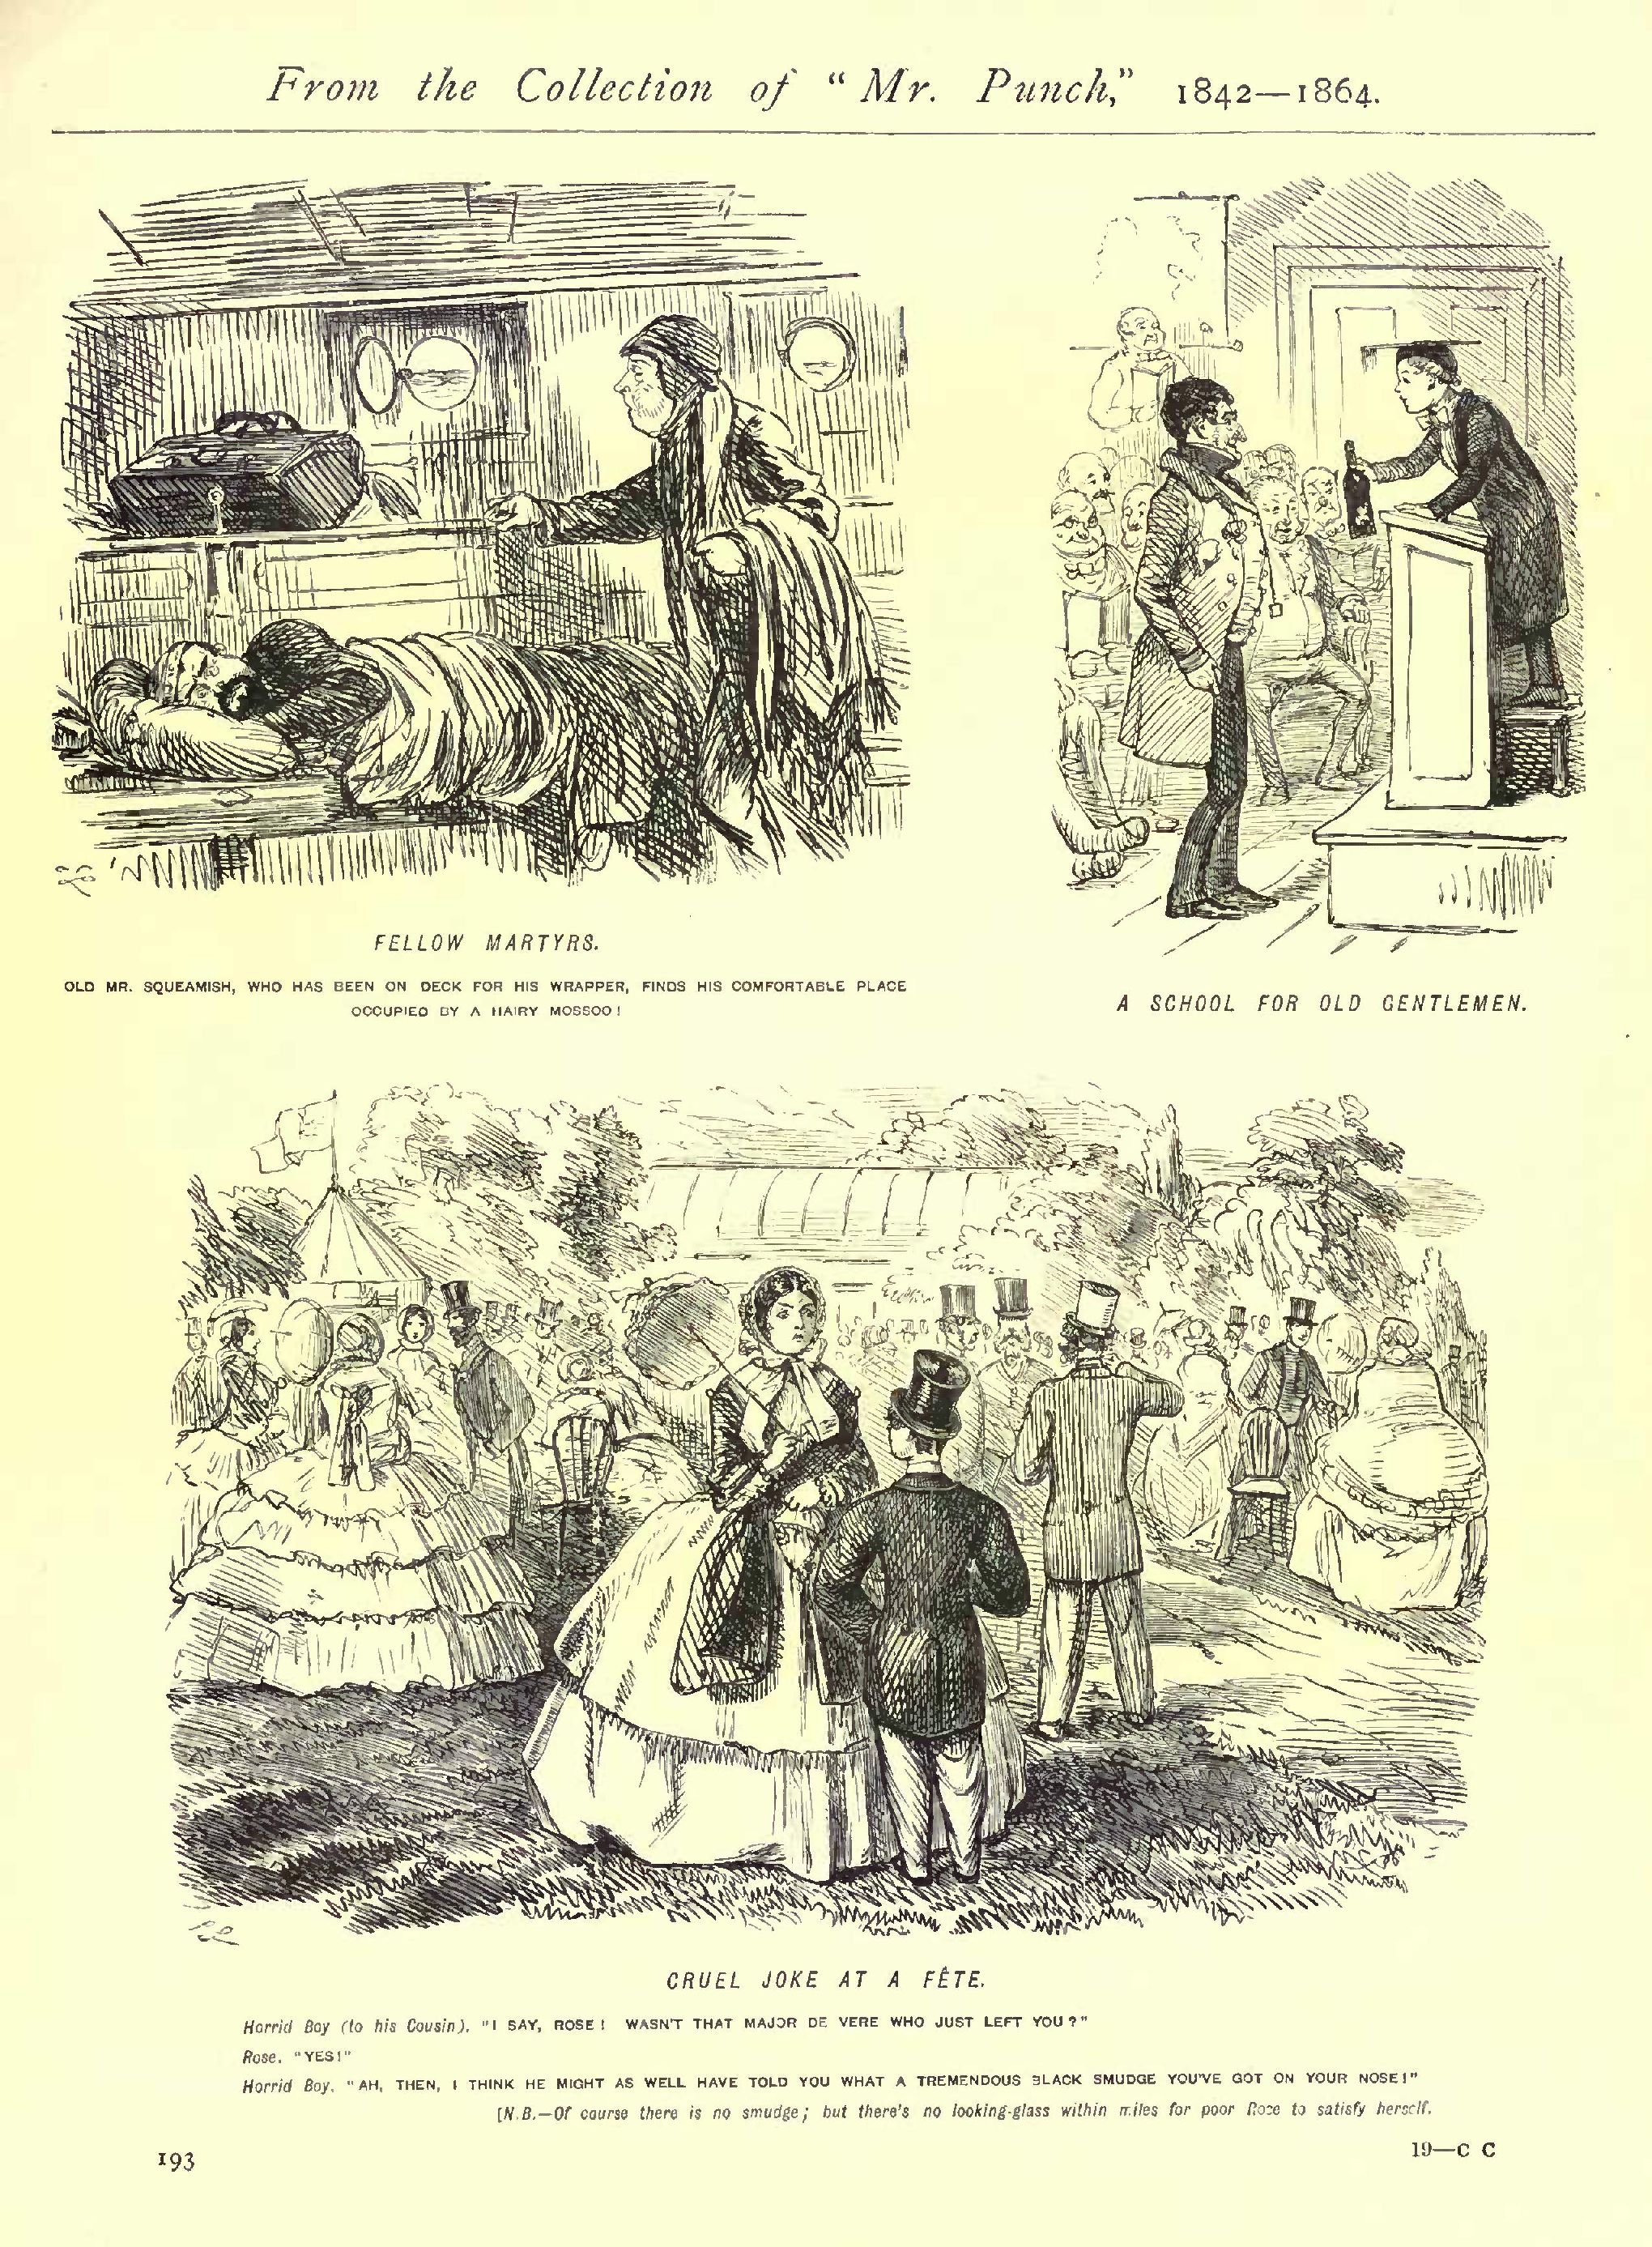 From the Collection of "Mr. Punch," 1842—1864.
FELLOW MARTYRS.
OLD MR. SQUEAMISH, WHO HAS BEEN ON DECK FOR HIS WRAPPER, FINDS HIS COMFORTABLE PLACE
OCCUPIED BY A HAIRY MOSSOO!
A SCHOOL FOR OLD GENTLEMEN.
CRUEL JOKE AT A FÊTE.
Horrid Boy (to his Cousin). "I SAY, ROSE! WASN'T THAT MAJOR DE VERE WHO JUST LEFT YOU?"
Rose. "YES!"
Horrid Boy. "AH, THEN, I THINK HE MIGHT AS WELL HAVE TOLD YOU WHAT A TREMENDOUS BLACK SMUDGE YOU'VE GOT ON YOUR NOSE!"
[N.B.—Of course there is no smudge; but there's no looking-glass within miles for poor Rose to satisfy herself.
193
19—C C